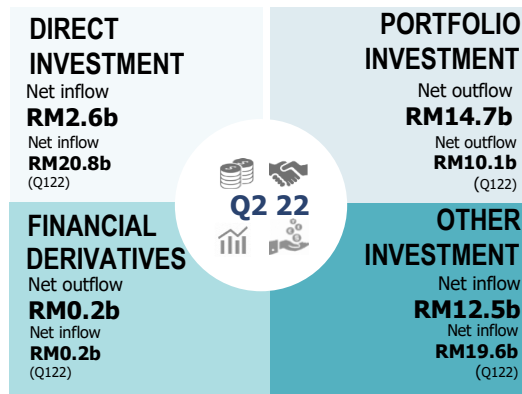 DIRECT
INVESTMENT
Net inflow
RM2.6b
Net inflow
RM20.8b
(Q122)
PORTFOLIO
INVESTMENT
Net outflow
RM14.7b
Net outflow
RM10.1b
(Q122)
Q2 22
FINANCIAL
DERIVATIVES
Net outflow
RM0.2b
Net inflow
RM0.2b
(Q122)
OTHER
INVESTMENT
Net inflow
RM12.5b
Net inflow
RM19.6b
(Q122)